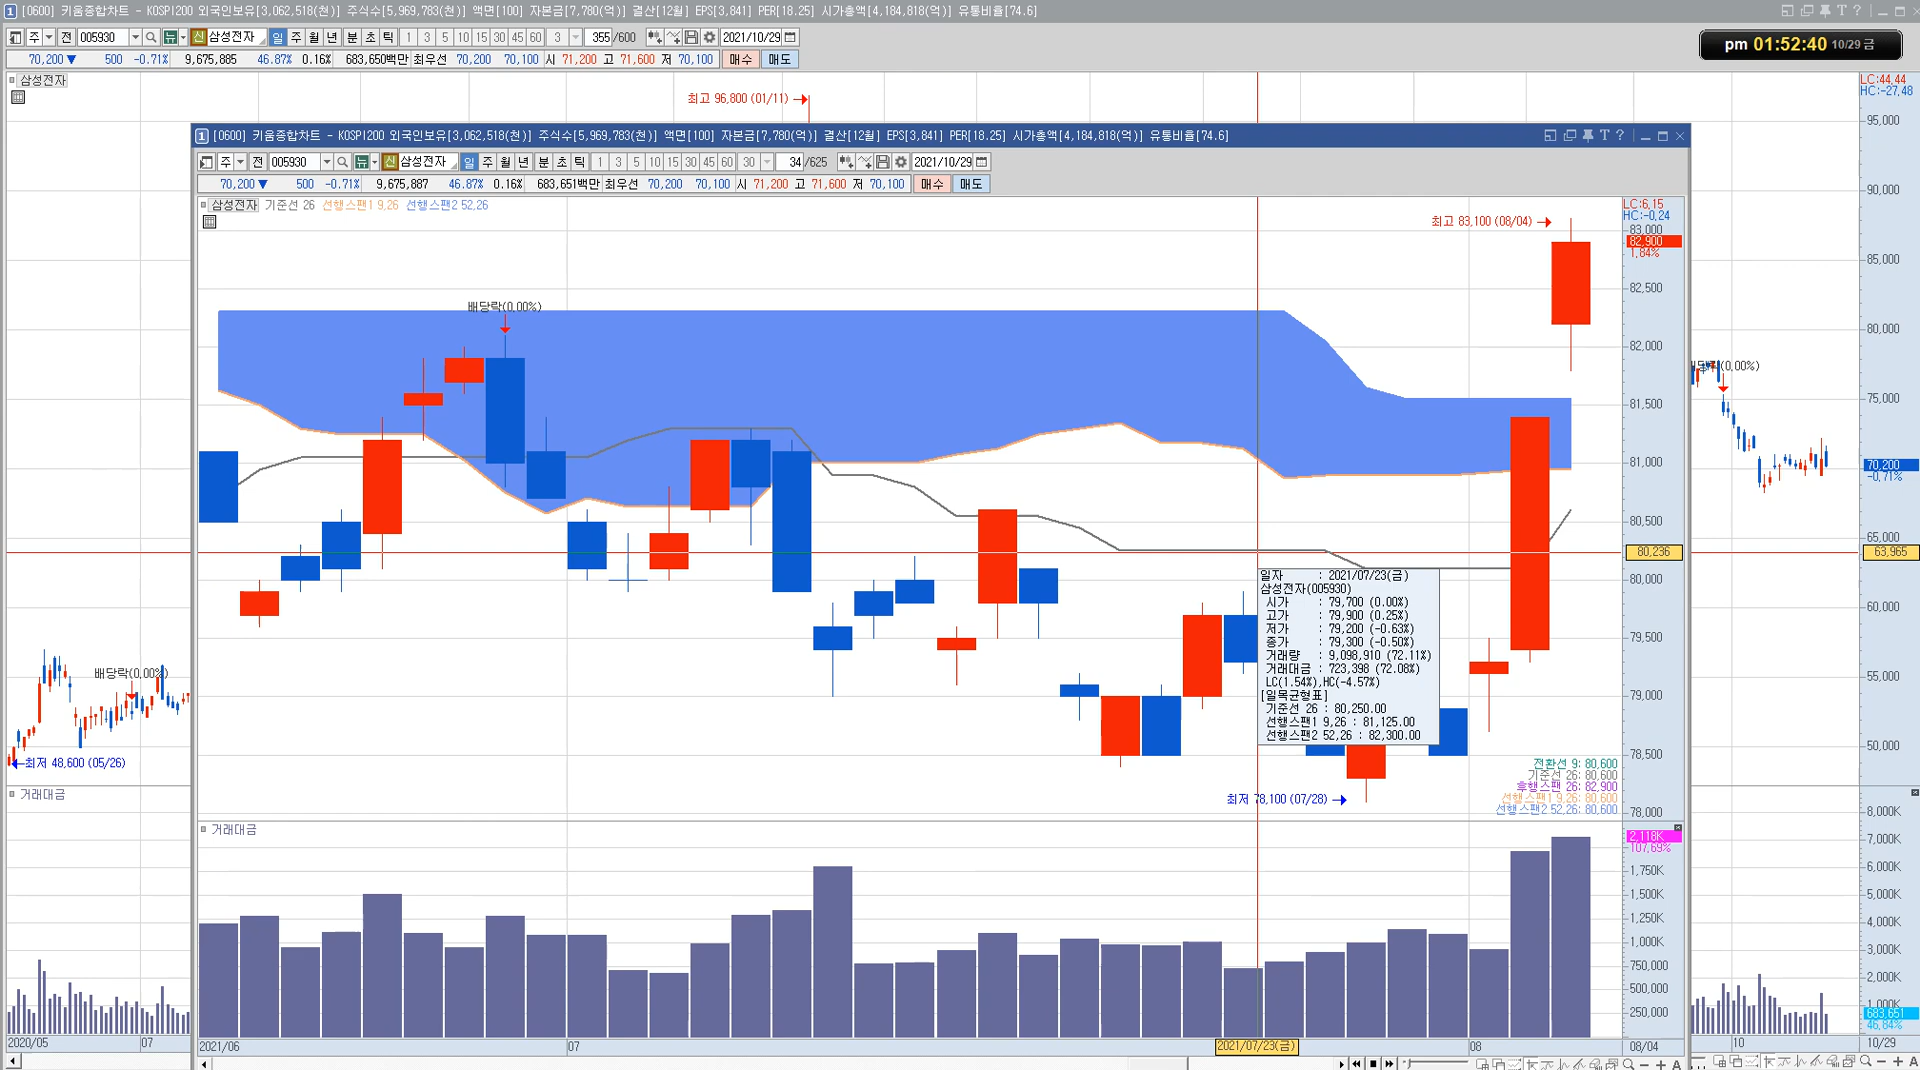 [0600] 키움종합차트 - KOSPI200 외국인보유[3,062,518(천)] 주식수[5,969,783(천)] 액면[100] 자본금[7,780(억)] 결산[12월] EPS[3,841] PER[18.25] 시가총액[4,184,818(억)] 유통비율[74.6]
주 전 005930 뉴 신 삼성전자 일 주 월 년 분 초 틱 1 3 5 10 15 30 45 60 3 355 /600 2021/10/29
pm 01:52:40 10/29 금
70,200 ▼ 500 -0.71% 9,675,885 46.87% 0.16% 683,650백만 최우선 70,200 70,100 시 71,200 고 71,600 저 70,100 매수 매도
삼성전자
LC:44.44
HC:-27.48
최고 96,800 (01/11)
95,000
90,000
85,000
80,000
75,000
70,200
-0.71%
65,000
63,965
60,000
55,000
50,000
배당락(0.00%)
최저 48,600 (05/26)
거래대금
8,000K
7,000K
6,000K
5,000K
4,000K
3,000K
2,000K
1,000K
683,651
46.84%
2020/05
07
10
10/29
[0600] 키움종합차트 - KOSPI200 외국인보유[3,062,518(천)] 주식수[5,969,783(천)] 액면[100] 자본금[7,780(억)] 결산[12월] EPS[3,841] PER[18.25] 시가총액[4,184,818(억)] 유통비율[74.6]
주 전 005930 뉴 신 삼성전자 일 주 월 년 분 초 틱 1 3 5 10 15 30 45 60 30 34 /625 2021/10/29
70,200 ▼ 500 -0.71% 9,675,887 46.87% 0.16% 683,651백만 최우선 70,200 70,100 시 71,200 고 71,600 저 70,100 매수 매도
삼성전자 기준선 26 선행스팬1 9,26 선행스팬2 52,26
LC:6.15
HC:-0.24
최고 83,100 (08/04)
83,000
82,900
1.84%
82,500
82,000
81,500
81,000
80,500
80,236
80,000
79,500
79,000
78,500
78,000
배당락(0.00%)
일자 : 2021/07/23(금)
삼성전자(005930)
시가 : 79,700 (0.00%)
고가 : 79,900 (0.25%)
저가 : 79,200 (-0.63%)
종가 : 79,300 (-0.50%)
거래량 : 9,098,910 (72.11%)
거래대금 : 723,398 (72.08%)
LC(1.54%),HC(-4.57%)
[일목균형표]
기준선 26 : 80,250.00
선행스팬1 9,26 : 81,125.00
선행스팬2 52,26 : 82,300.00
전환선 9: 80,600
기준선 26: 80,600
후행스팬 26: 82,900
선행스팬1 9,26: 80,600
선행스팬2 52,26: 80,600
최저 78,100 (07/28)
거래대금
2,118K
107.69%
1,750K
1,500K
1,250K
1,000K
750,000
500,000
250,000
2021/06
07
2021/07/23(금)
08
08/04